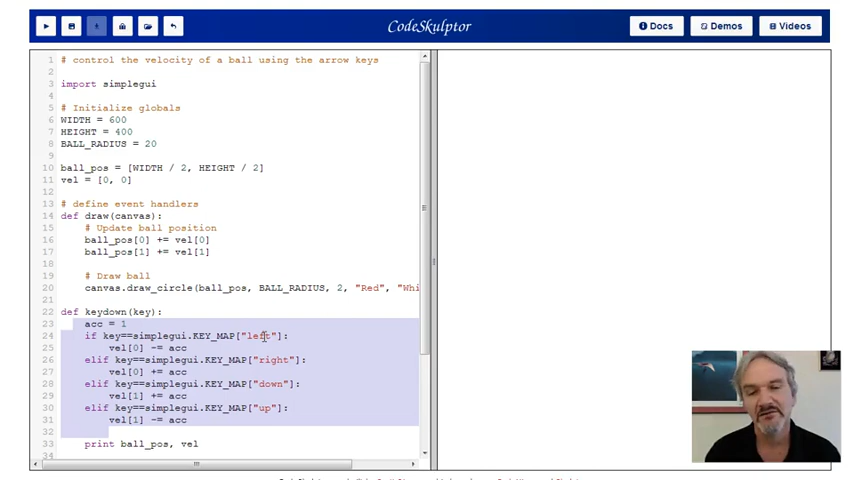 CodeSkulptor
Docs
Demos
Videos
1 # control the velocity of a ball using the arrow keys
2
3 import simplegui
4
5 # Initialize globals
6 WIDTH = 600
7 HEIGHT = 400
8 BALL_RADIUS = 20
9
10 ball_pos = [WIDTH / 2, HEIGHT / 2]
11 vel = [0, 0]
12
13 # define event handlers
14 def draw(canvas):
15 # Update ball position
16 ball_pos[0] += vel[0]
17 ball_pos[1] += vel[1]
18
19 # Draw ball
20 canvas.draw_circle(ball_pos, BALL_RADIUS, 2, "Red", "Whi
21
22 def keydown(key):
23 acc = 1
24 if key==simplegui.KEY_MAP["left"]:
25 vel[0] -= acc
26 elif key==simplegui.KEY_MAP["right"]:
27 vel[0] += acc
28 elif key==simplegui.KEY_MAP["down"]:
29 vel[1] += acc
30 elif key==simplegui.KEY_MAP["up"]:
31 vel[1] -= acc
32
33 print ball_pos, vel
34